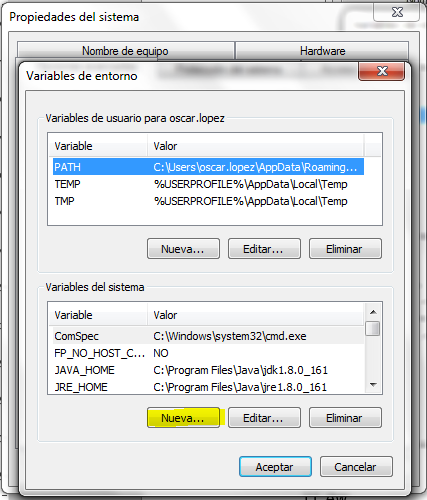 Propiedades del sistema
Nombre de equipo Hardware
Variables de entorno
Variables de usuario para oscar.lopez
Variable Valor
PATH C:\Users\oscar.lopez\AppData\Roaming...
TEMP %USERPROFILE%\AppData\Local\Temp
TMP %USERPROFILE%\AppData\Local\Temp
Nueva... Editar... Eliminar
Variables del sistema
Variable Valor
ComSpec C:\Windows\system32\cmd.exe
FP_NO_HOST_C... NO
JAVA_HOME C:\Program Files\Java\jdk1.8.0_161
JRE_HOME C:\Program Files\Java\jre1.8.0_161
Nueva... Editar... Eliminar
Aceptar Cancelar